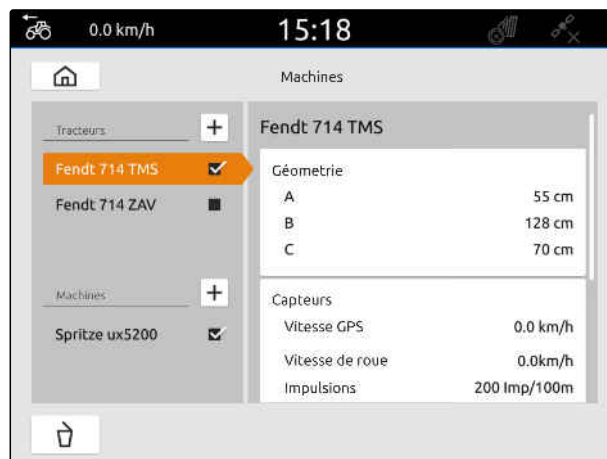 0.0 km/h 15:18
Machines
Tracteurs
Fendt 714 TMS
Fendt 714 ZAV
Machines
Spritze ux5200
Fendt 714 TMS
Géometrie
A 55 cm
B 128 cm
C 70 cm
Capteurs
Vitesse GPS 0.0 km/h
Vitesse de roue 0.0km/h
Impulsions 200 Imp/100m